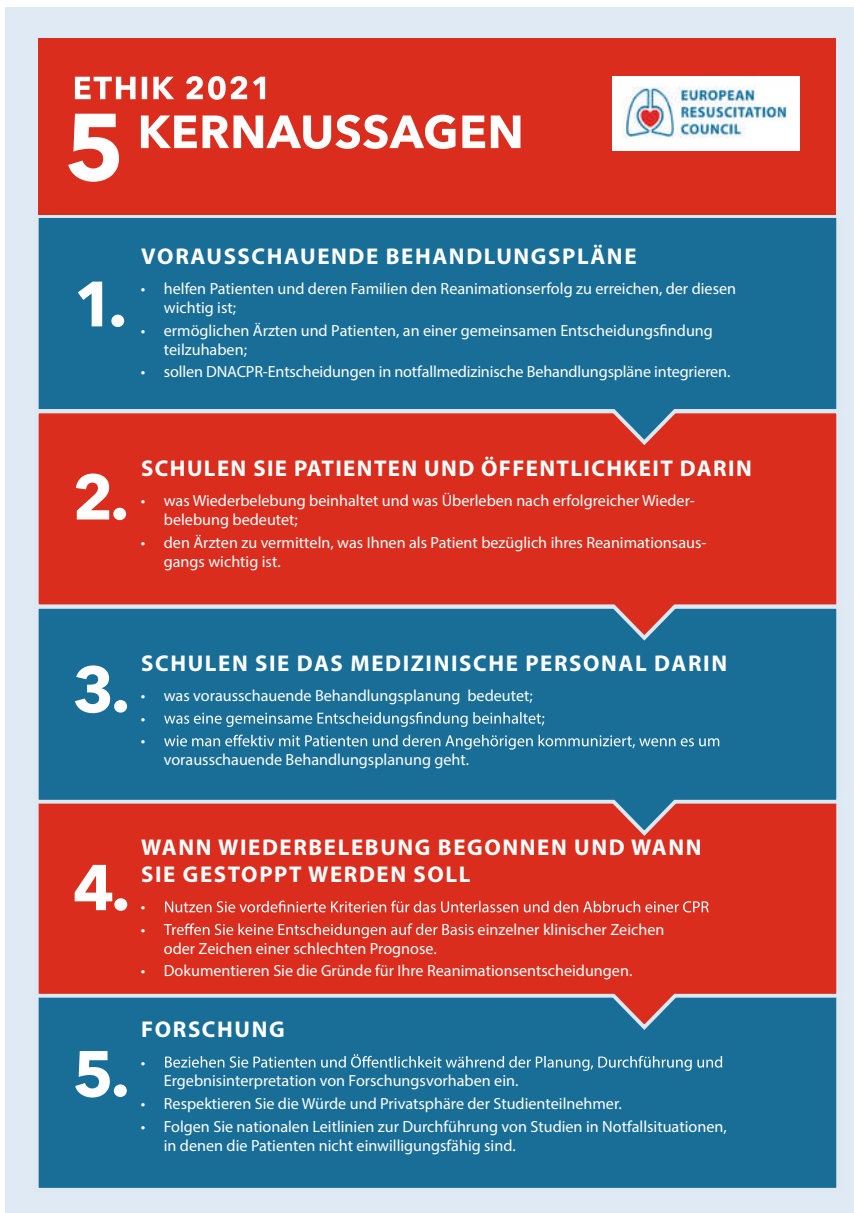 ETHIK 2021
5 KERNAUSSAGEN
EUROPEAN
RESUSCITATION
COUNCIL
1.
VORAUSSCHAUENDE BEHANDLUNGSPLÄNE
• helfen Patienten und deren Familien den Reanimationserfolg zu erreichen, der diesen
wichtig ist;
• ermöglichen Ärzten und Patienten, an einer gemeinsamen Entscheidungsfindung
teilzuhaben;
• sollen DNACPR-Entscheidungen in notfallmedizinische Behandlungspläne integrieren.
2.
SCHULEN SIE PATIENTEN UND ÖFFENTLICHKEIT DARIN
• was Wiederbelebung beinhaltet und was Überleben nach erfolgreicher Wieder-
belebung bedeutet;
• den Ärzten zu vermitteln, was Ihnen als Patient bezüglich ihres Reanimationsaus-
gangs wichtig ist.
3.
SCHULEN SIE DAS MEDIZINISCHE PERSONAL DARIN
• was vorausschauende Behandlungsplanung bedeutet;
• was eine gemeinsame Entscheidungsfindung beinhaltet;
• wie man effektiv mit Patienten und deren Angehörigen kommuniziert, wenn es um
vorausschauende Behandlungsplanung geht.
4.
WANN WIEDERBELEBUNG BEGONNEN UND WANN
SIE GESTOPPT WERDEN SOLL
• Nutzen Sie vordefinierte Kriterien für das Unterlassen und den Abbruch einer CPR
• Treffen Sie keine Entscheidungen auf der Basis einzelner klinischer Zeichen
oder Zeichen einer schlechten Prognose.
• Dokumentieren Sie die Gründe für Ihre Reanimationsentscheidungen.
5.
FORSCHUNG
• Beziehen Sie Patienten und Öffentlichkeit während der Planung, Durchführung und
Ergebnisinterpretation von Forschungsvorhaben ein.
• Respektieren Sie die Würde und Privatsphäre der Studienteilnehmer.
• Folgen Sie nationalen Leitlinien zur Durchführung von Studien in Notfallsituationen,
in denen die Patienten nicht einwilligungsfähig sind.